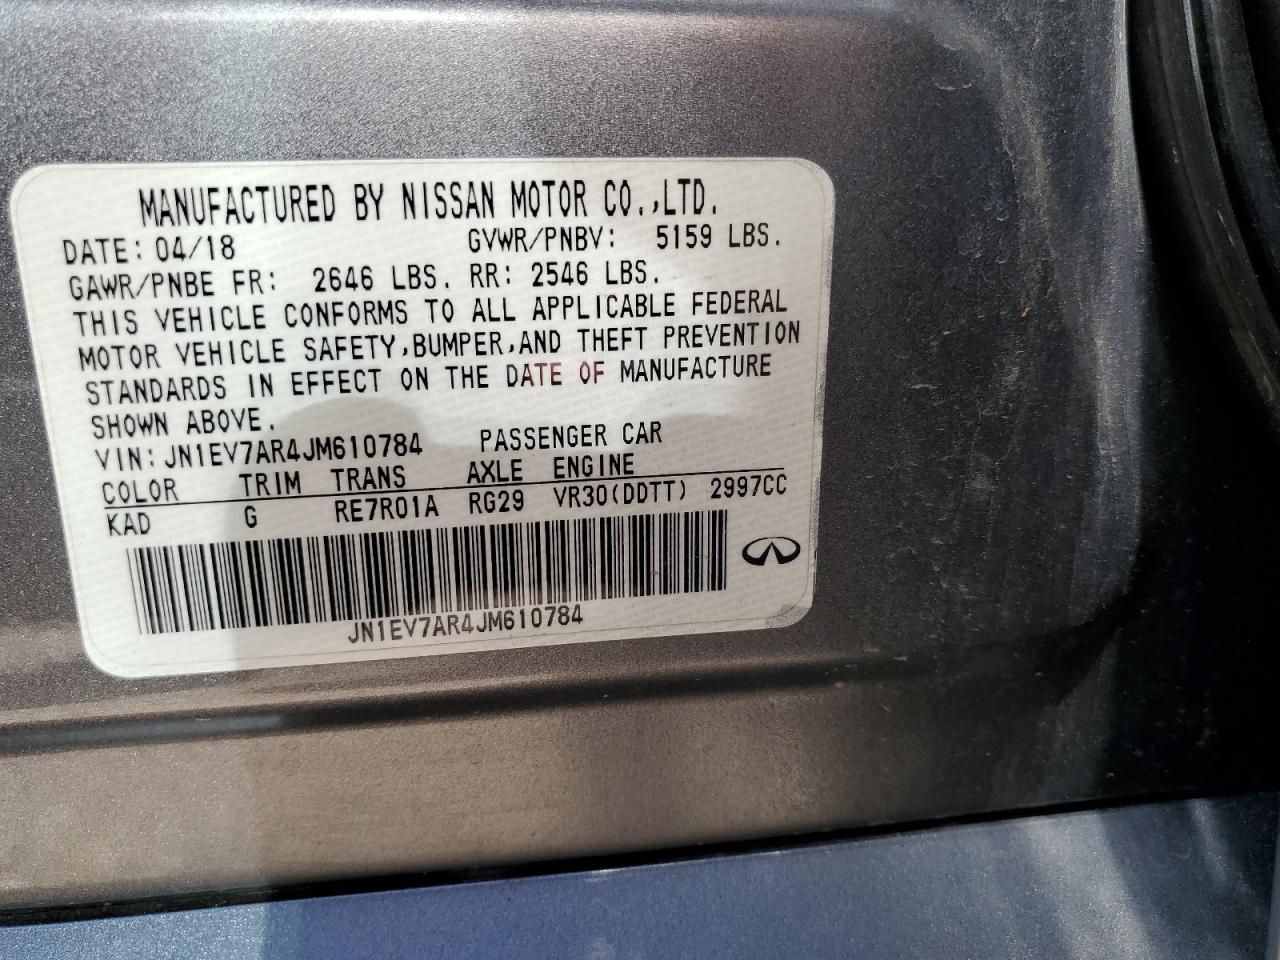 MANUFACTURED BY NISSAN MOTOR CO.,LTD.
DATE: 04/18 GVWR/PNBV: 5159 LBS.
GAWR/PNBE FR: 2646 LBS. RR: 2546 LBS.
THIS VEHICLE CONFORMS TO ALL APPLICABLE FEDERAL
MOTOR VEHICLE SAFETY,BUMPER,AND THEFT PREVENTION
STANDARDS IN EFFECT ON THE DATE OF MANUFACTURE
SHOWN ABOVE.
VIN: JN1EV7AR4JM610784 PASSENGER CAR
COLOR TRIM TRANS AXLE ENGINE
KAD G RE7R01A RG29 VR30(DDTT) 2997CC
JN1EV7AR4JM610784